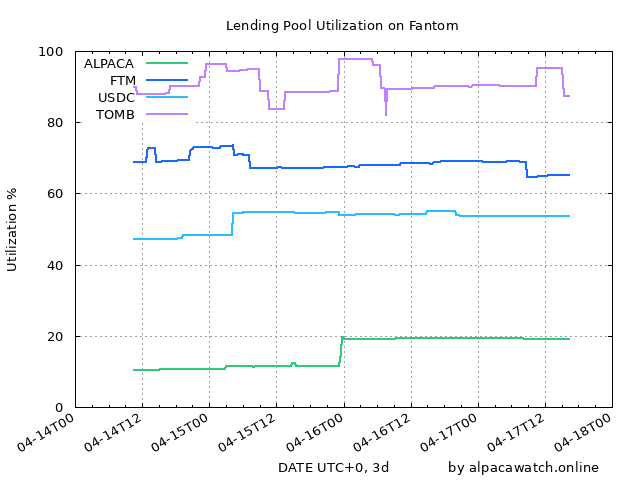 Lending Pool Utilization on Fantom
100
80
60
40
20
0
Utilization %
ALPACA
FTM
USDC
TOMB
04-14T00
04-14T12
04-15T00
04-15T12
04-16T00
04-16T12
04-17T00
04-17T12
04-18T00
DATE UTC+0, 3d
by alpacawatch.online